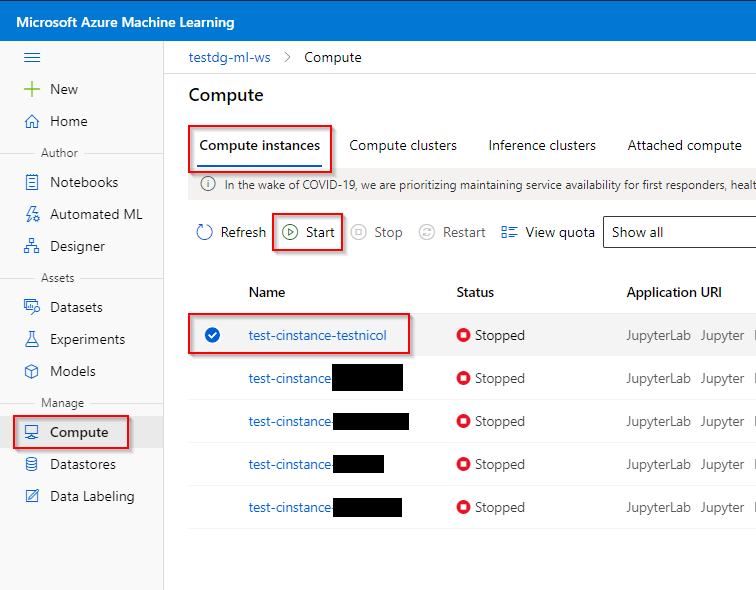 Microsoft Azure Machine Learning
testdg-ml-ws > Compute
New
Home
Author
Notebooks
Automated ML
Designer
Assets
Datasets
Experiments
Models
Manage
Compute
Datastores
Data Labeling
Compute
Compute instances Compute clusters Inference clusters Attached compute
In the wake of COVID-19, we are prioritizing maintaining service availability for first responders, healt
Refresh Start Stop Restart View quota Show all
Name Status Application URI
test-cinstance-testnicol Stopped JupyterLab Jupyter
test-cinstance Stopped JupyterLab Jupyter
test-cinstance- Stopped JupyterLab Jupyter
test-cinstance- Stopped JupyterLab Jupyter
test-cinstance- Stopped JupyterLab Jupyter